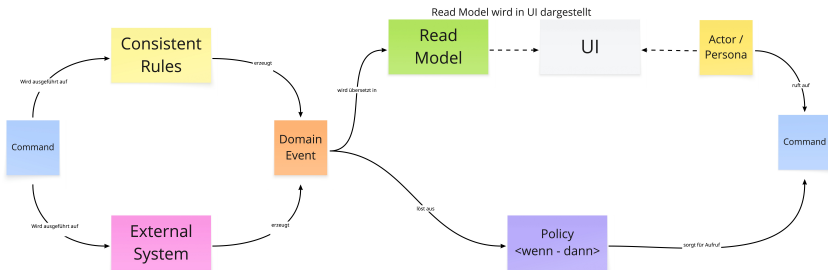 Read Model wird in UI dargestellt
Consistent
Rules
Read
Model
UI
Actor /
Persona
erzeugt
Wird ausgeführt auf
wird übersetzt in
ruft auf
Command
Domain
Event
Command
löst aus
Wird ausgeführt auf
erzeugt
External
System
Policy
<wenn - dann>
sorgt für Aufruf